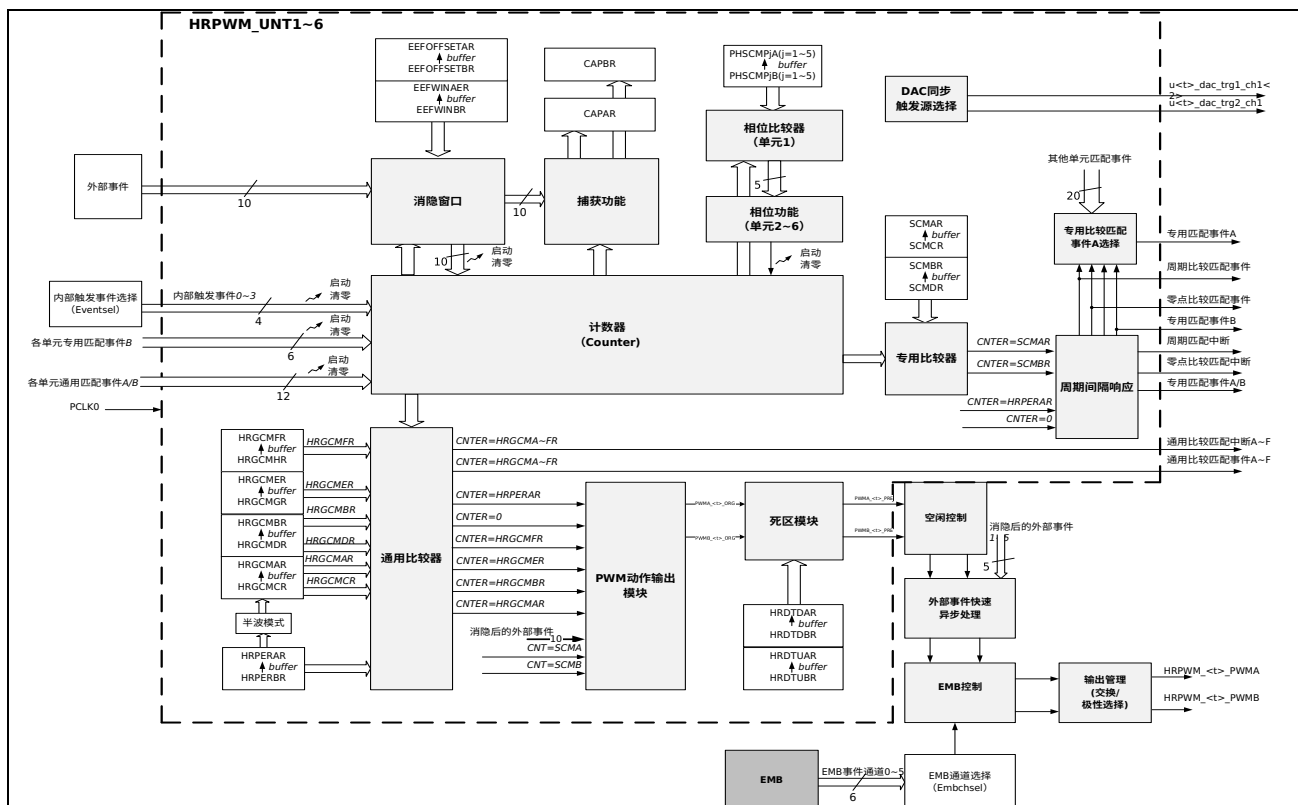 HRPWM_UNT1~6
EEFOFFSETAR
buffer
EEFOFFSETBR
EEFWINAER
buffer
EEFWINBR
CAPBR
CAPAR
PHSCMPjA(j=1~5)
buffer
PHSCMPjB(j=1~5)
DAC同步
触发源选择
u<t>_dac_trg1_ch1<
2>
u<t>_dac_trg2_ch1
相位比较器
（单元1）
5
相位功能
(单元2~6)
启动
清零
外部事件
10
消隐窗口
10
捕获功能
10
启动
清零
其他单元匹配事件
20
专用比较匹配
事件A选择
专用匹配事件A
SCMAR
buffer
SCMCR
SCMBR
buffer
SCMDR
周期比较匹配事件
零点比较匹配事件
专用匹配事件B
内部触发事件选择
（Eventsel）
内部触发事件0~3
4
启动
清零
各单元专用匹配事件B
6
启动
清零
各单元通用匹配事件A/B
12
启动
清零
PCLK0
计数器
（Counter)
专用比较器
CNTER=SCMAR
CNTER=SCMBR
CNTER=HRPERAR
CNTER=0
周期间隔响应
周期匹配中断
零点比较匹配中断
专用匹配事件A/B
HRGCMFR
buffer
HRGCMHR
HRGCMFR
HRGCMER
buffer
HRGCMGR
HRGCMER
HRGCMBR
buffer
HRGCMDR
HRGCMBR
HRGCMDR
HRGCMAR
buffer
HRGCMCR
HRGCMAR
HRGCMCR
半波模式
HRPERAR
buffer
HRPERBR
通用比较器
CNTER=HRGCMA~FR
通用比较匹配中断A~F
CNTER=HRGCMA~FR
通用比较匹配事件A~F
CNTER=HRPERAR
CNTER=0
CNTER=HRGCMFR
CNTER=HRGCMER
CNTER=HRGCMBR
CNTER=HRGCMAR
消隐后的外部事件
10
CNT=SCMA
CNT=SCMB
PWM动作输出
模块
PWMA_<t>_ORG
PWMB_<t>_ORG
死区模块
HRDTDAR
buffer
HRDTDBR
HRDTUAR
buffer
HRDTUBR
PWMA_<t>_PRE
PWMB_<t>_PRE
空闲控制
消隐后的外部事件
5
外部事件快速
异步处理
EMB控制
输出管理
(交换/
极性选择)
HRPWM_<t>_PWMA
HRPWM_<t>_PWMB
EMB
EMB事件通道0~5
6
EMB通道选择
（Embchsel）